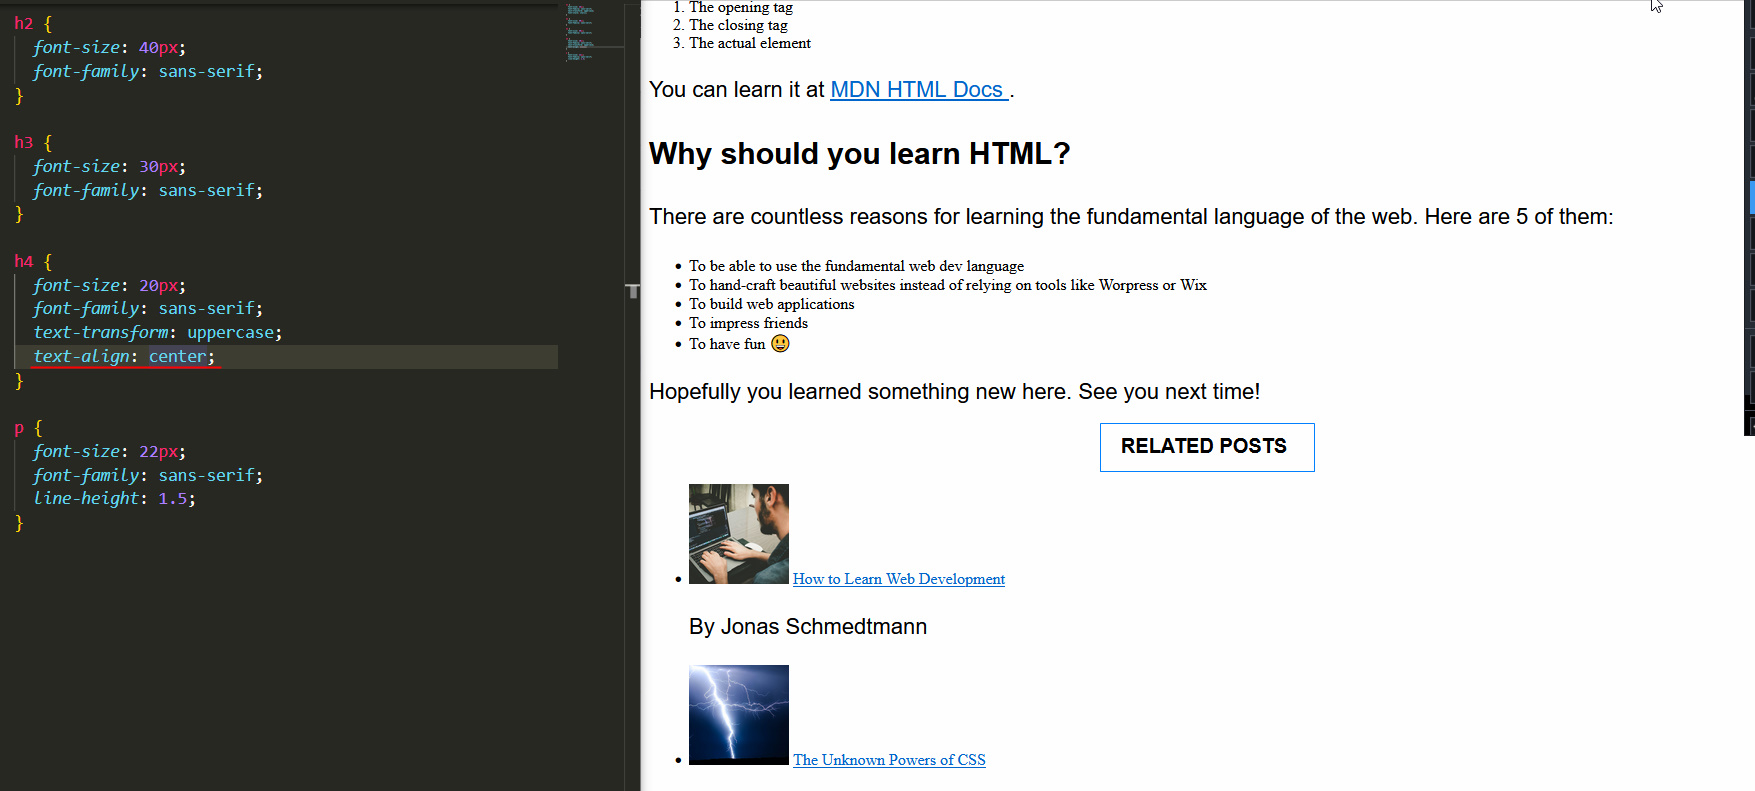 h2 {
font-size: 40px;
font-family: sans-serif;
}
h3 {
font-size: 30px;
font-family: sans-serif;
}
h4 {
font-size: 20px;
font-family: sans-serif;
text-transform: uppercase;
text-align: center;
}
p {
font-size: 22px;
font-family: sans-serif;
line-height: 1.5;
}
1. The opening tag
2. The closing tag
3. The actual element
You can learn it at MDN HTML Docs .
Why should you learn HTML?
There are countless reasons for learning the fundamental language of the web. Here are 5 of them:
• To be able to use the fundamental web dev language
• To hand-craft beautiful websites instead of relying on tools like Worpress or Wix
• To build web applications
• To impress friends
• To have fun 😃
Hopefully you learned something new here. See you next time!
RELATED POSTS
• How to Learn Web Development
By Jonas Schmedtmann
• The Unknown Powers of CSS